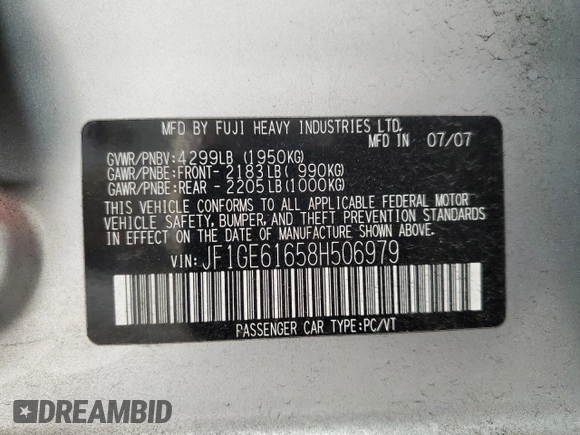 MFD BY FUJI HEAVY INDUSTRIES LTD.
MFD IN 07/07
GVWR/PNBV:4299LB (1950KG)
GAWR/PNBE:FRONT- 2183LB( 990KG)
GAWR/PNBE:REAR - 2205LB(1000KG)
THIS VEHICLE CONFORMS TO ALL APPLICABLE FEDERAL MOTOR
VEHICLE SAFETY, BUMPER, AND THEFT PREVENTION STANDARDS
IN EFFECT ON THE DATE OF MANUFACTURE SHOWN ABOVE.
VIN: JF1GE61658H506979
PASSENGER CAR TYPE:PC/VT
DREAMBID